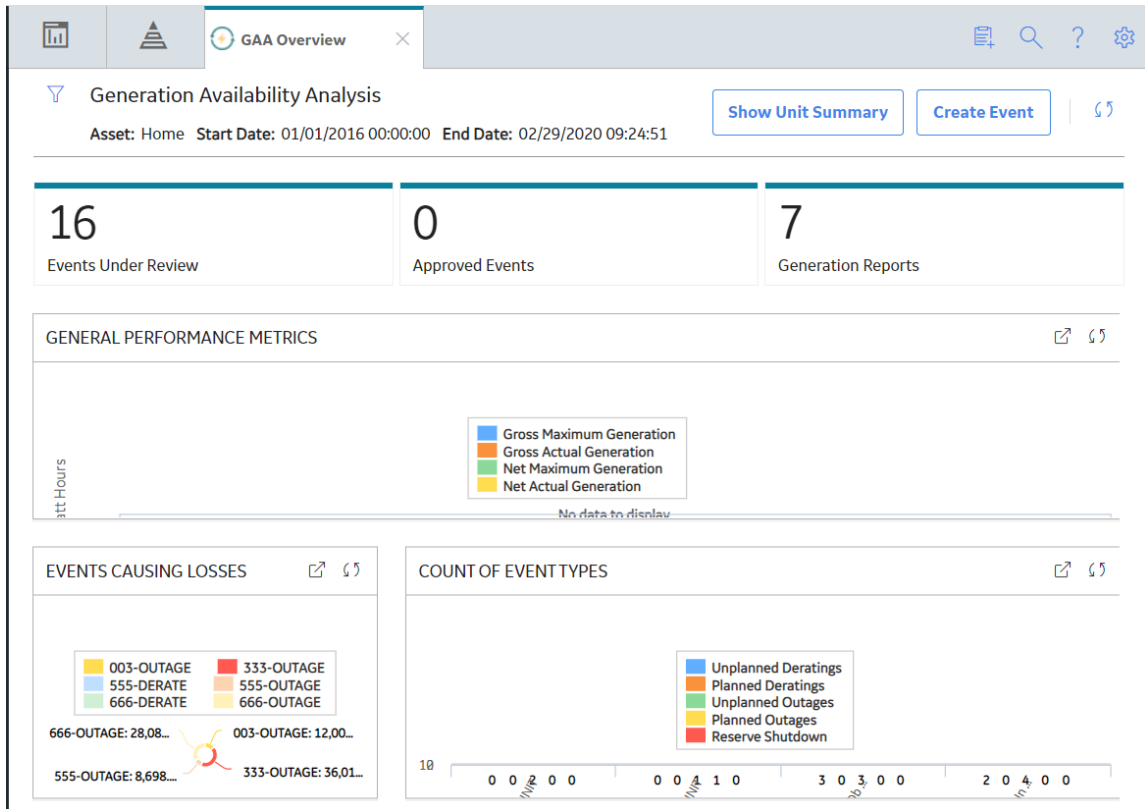 GAA Overview
Generation Availability Analysis
Show Unit Summary
Create Event
Asset: Home Start Date: 01/01/2016 00:00:00 End Date: 02/29/2020 09:24:51
16
Events Under Review
0
Approved Events
7
Generation Reports
GENERAL PERFORMANCE METRICS
Gross Maximum Generation
Gross Actual Generation
Net Maximum Generation
Net Actual Generation
att Hours
No data to display
EVENTS CAUSING LOSSES
003-OUTAGE 333-OUTAGE
555-DERATE 555-OUTAGE
666-DERATE 666-OUTAGE
666-OUTAGE: 28,08... 003-OUTAGE: 12,00...
555-OUTAGE: 8,698.... 333-OUTAGE: 36,01...
COUNT OF EVENT TYPES
Unplanned Deratings
Planned Deratings
Unplanned Outages
Planned Outages
Reserve Shutdown
10
0 0 2 0 0 0 0 1 1 0 3 0 3 0 0 2 0 4 0 0